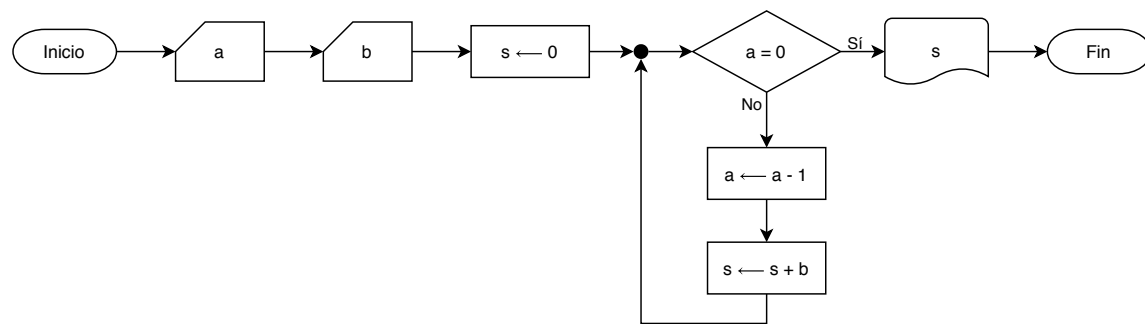 Inicio
a
b
s ⟵ 0
a = 0
Sí
s
Fin
No
a ⟵ a - 1
s ⟵ s + b